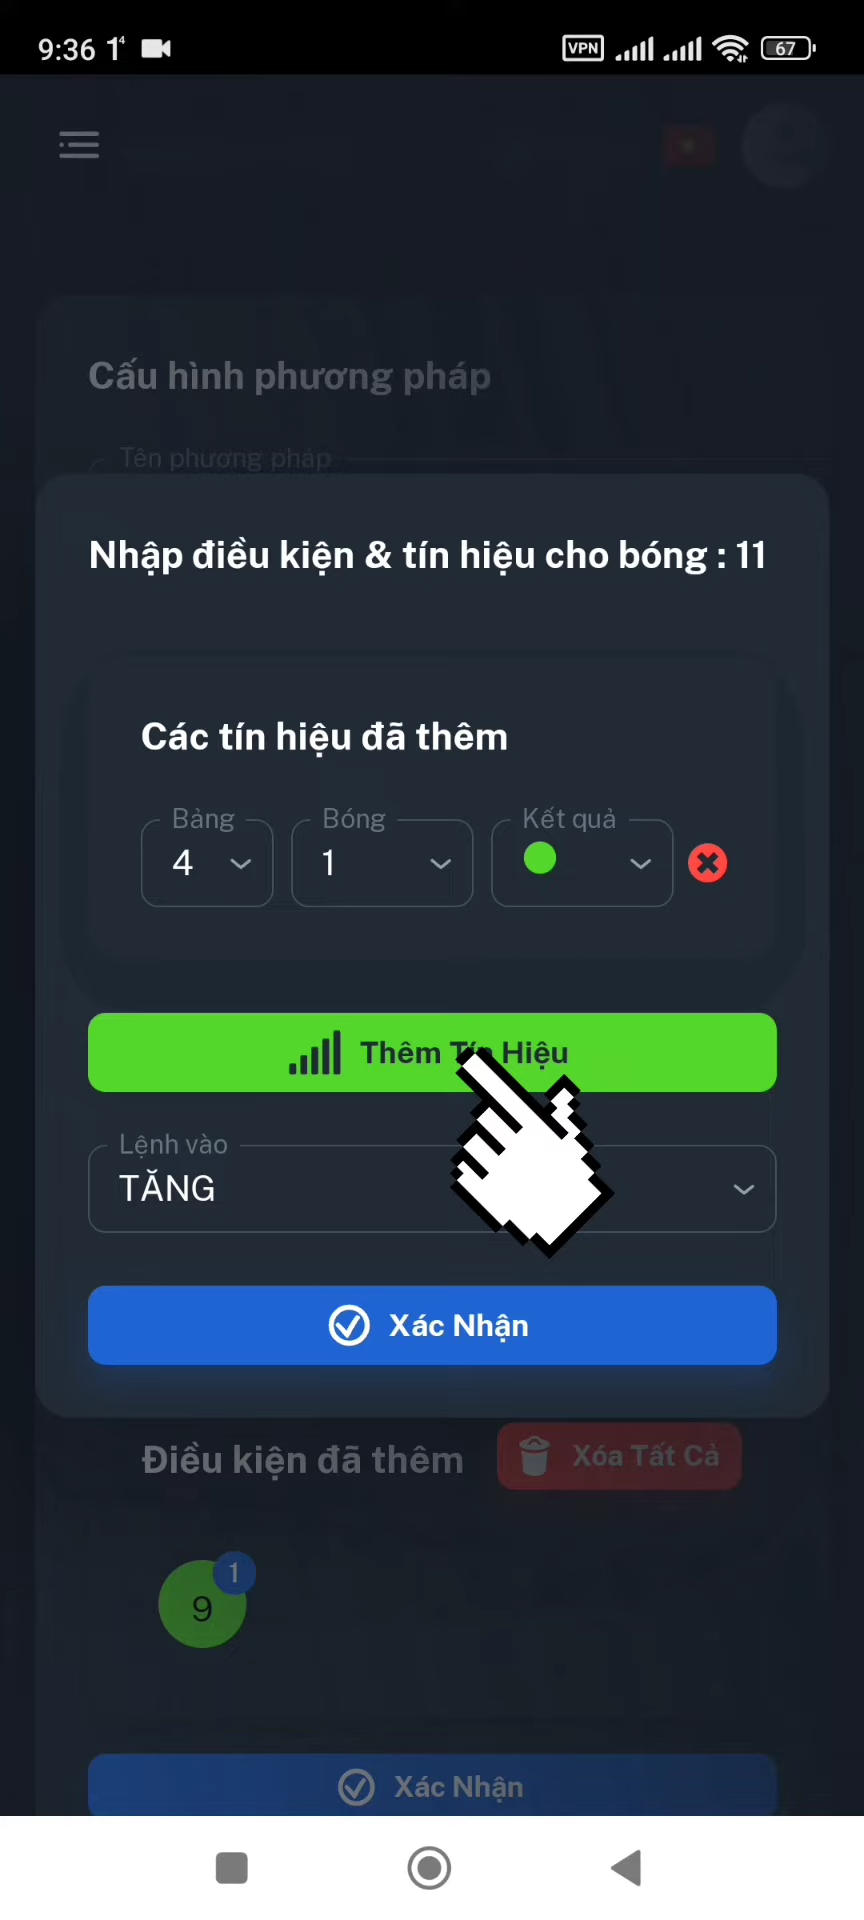 9:36 1⁴
VPN 67
Cấu hình phương pháp
Tên phương pháp
Nhập điều kiện & tín hiệu cho bóng : 11
Các tín hiệu đã thêm
Bảng Bóng Kết quả
4 1
Thêm Tín Hiệu
Lệnh vào
TĂNG
Xác Nhận
Điều kiện đã thêm Xóa Tất Cả
1
9
Xác Nhận